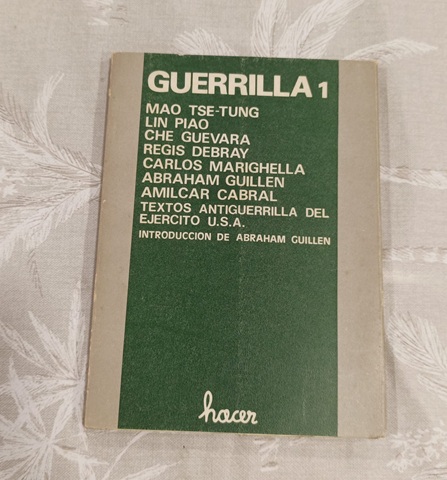 GUERRILLA 1
MAO TSE-TUNG
LIN PIAO
CHE GUEVARA
REGIS DEBRAY
CARLOS MARIGHELLA
ABRAHAM GUILLEN
AMILCAR CABRAL
TEXTOS ANTIGUERRILLA DEL
EJERCITO U.S.A.
INTRODUCCION DE ABRAHAM GUILLEN
hacer